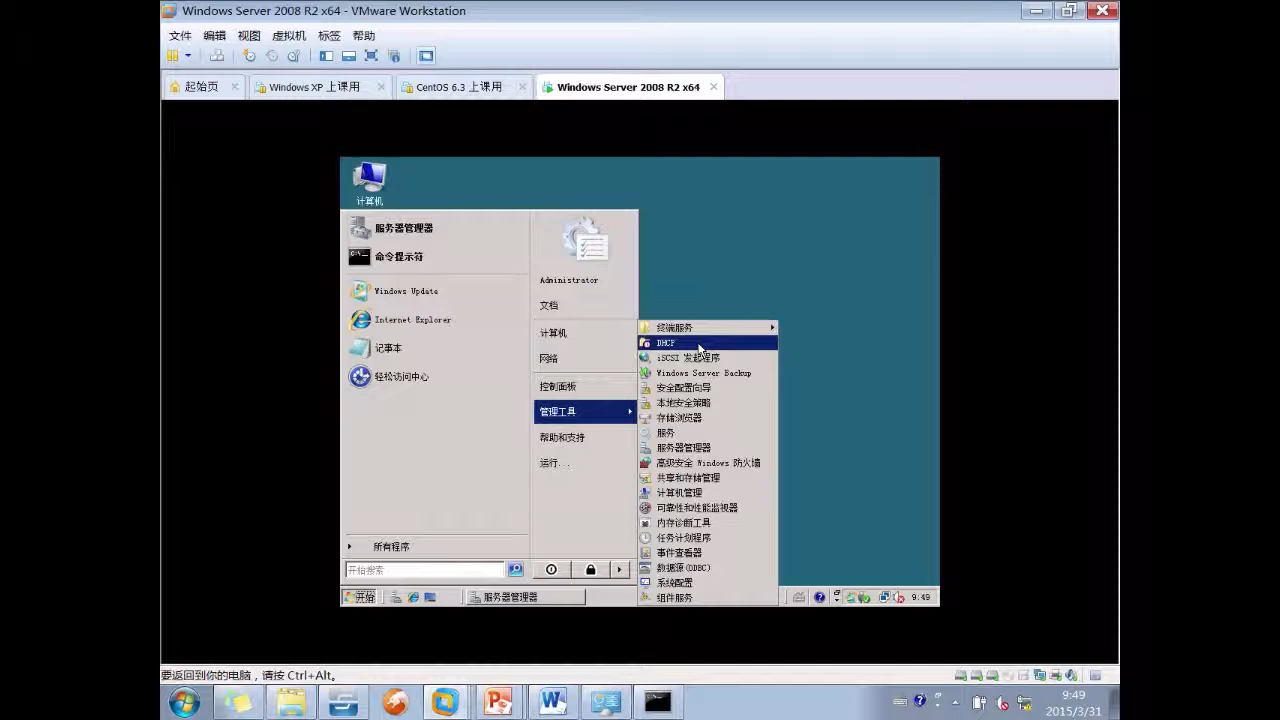 Windows Server 2008 R2 x64 - VMware Workstation
文件 编辑 视图 虚拟机 标签 帮助
起始页 Windows XP 上课用 CentOS 6.3 上课用 Windows Server 2008 R2 x64
计算机
服务器管理器
命令提示符
Windows Update
Internet Explorer
记事本
轻松访问中心
所有程序
开始搜索
Administrator
文档
计算机
网络
控制面板
管理工具
帮助和支持
运行...
终端服务
DHCP
iSCSI 发起程序
Windows Server Backup
安全配置向导
本地安全策略
存储浏览器
服务
服务器管理器
高级安全 Windows 防火墙
共享和存储管理
计算机管理
可靠性和性能监视器
内存诊断工具
任务计划程序
事件查看器
数据源(ODBC)
系统配置
组件服务
开始 服务器管理器 9:49
要返回到你的电脑，请按 Ctrl+Alt。
9:49
2015/3/31